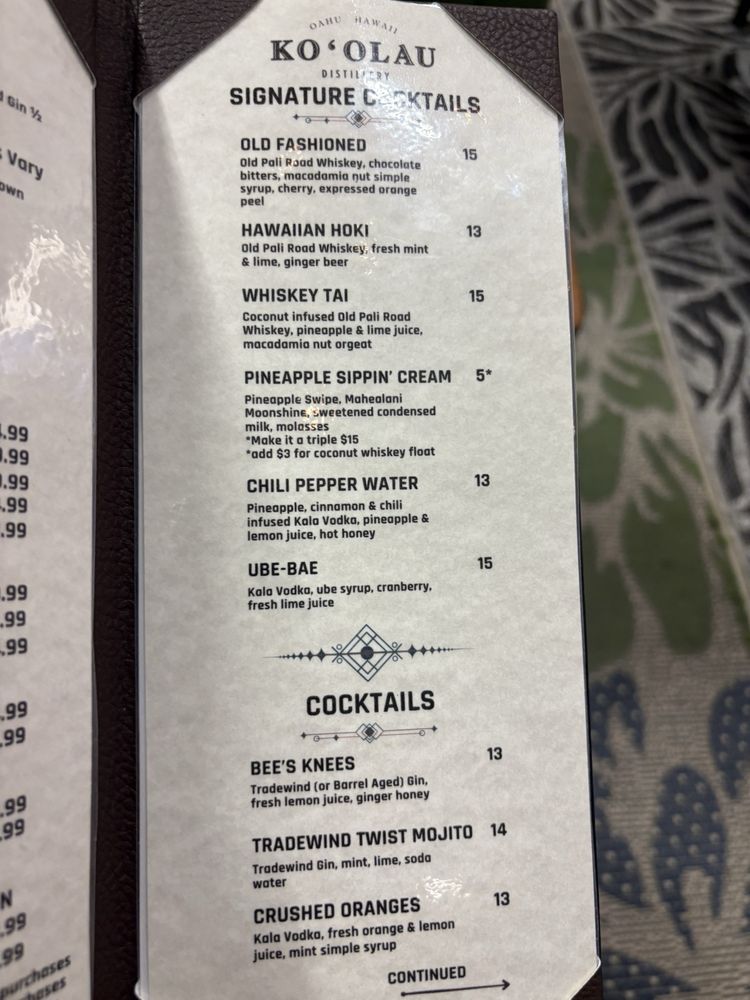 Gin ½
Vary
own
.99
.99
.99
.99
.99
.99
.99
.99
.99
.99
.99
.99
N
.99
.99
purchases
OAHU HAWAII
KO‘OLAU
DISTILLERY
SIGNATURE COCKTAILS
OLD FASHIONED 15
Old Pali Road Whiskey, chocolate
bitters, macadamia nut simple
syrup, cherry, expressed orange
peel
HAWAIIAN HOKI 13
Old Pali Road Whiskey, fresh mint
& lime, ginger beer
WHISKEY TAI 15
Coconut infused Old Pali Road
Whiskey, pineapple & lime juice,
macadamia nut orgeat
PINEAPPLE SIPPIN’ CREAM 5*
Pineapple Swipe, Mahealani
Moonshine, sweetened condensed
milk, molasses
*Make it a triple $15
*add $3 for coconut whiskey float
CHILI PEPPER WATER 13
Pineapple, cinnamon & chili
infused Kala Vodka, pineapple &
lemon juice, hot honey
UBE-BAE 15
Kala Vodka, ube syrup, cranberry,
fresh lime juice
COCKTAILS
BEE’S KNEES 13
Tradewind (or Barrel Aged) Gin,
fresh lemon juice, ginger honey
TRADEWIND TWIST MOJITO 14
Tradewind Gin, mint, lime, soda
water
CRUSHED ORANGES 13
Kala Vodka, fresh orange & lemon
juice, mint simple syrup
CONTINUED